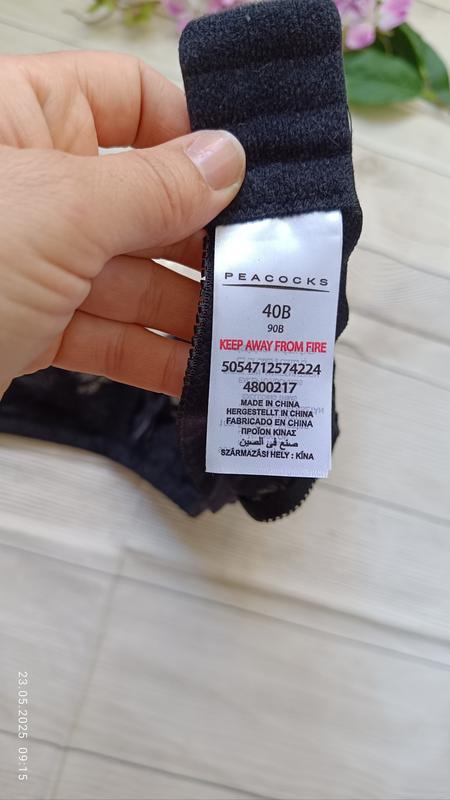 PEACOCKS
40B
90B
KEEP AWAY FROM FIRE
5054712574224
4800217
MADE IN CHINA
HERGESTELLT IN CHINA
FABRICADO EN CHINA
ΠΡΟΪΟΝ ΚΙΝΑΣ
صنع فى الصين
SZÁRMAZÁSI HELY : KÍNA
23.05.2025 09:15